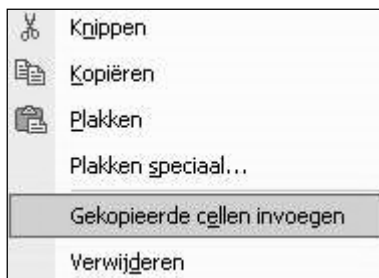 Knippen
Kopiëren
Plakken
Plakken speciaal...
Gekopieerde cellen invoegen
Verwijderen